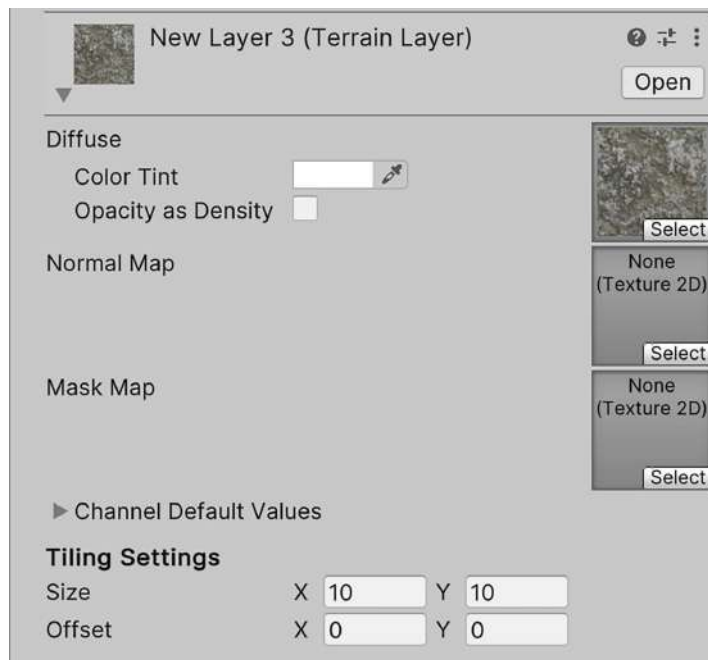 New Layer 3 (Terrain Layer)
Open
Diffuse
Color Tint
Opacity as Density
Select
Normal Map
None
(Texture 2D)
Select
Mask Map
None
(Texture 2D)
Select
Channel Default Values
Tiling Settings
Size X 10 Y 10
Offset X 0 Y 0